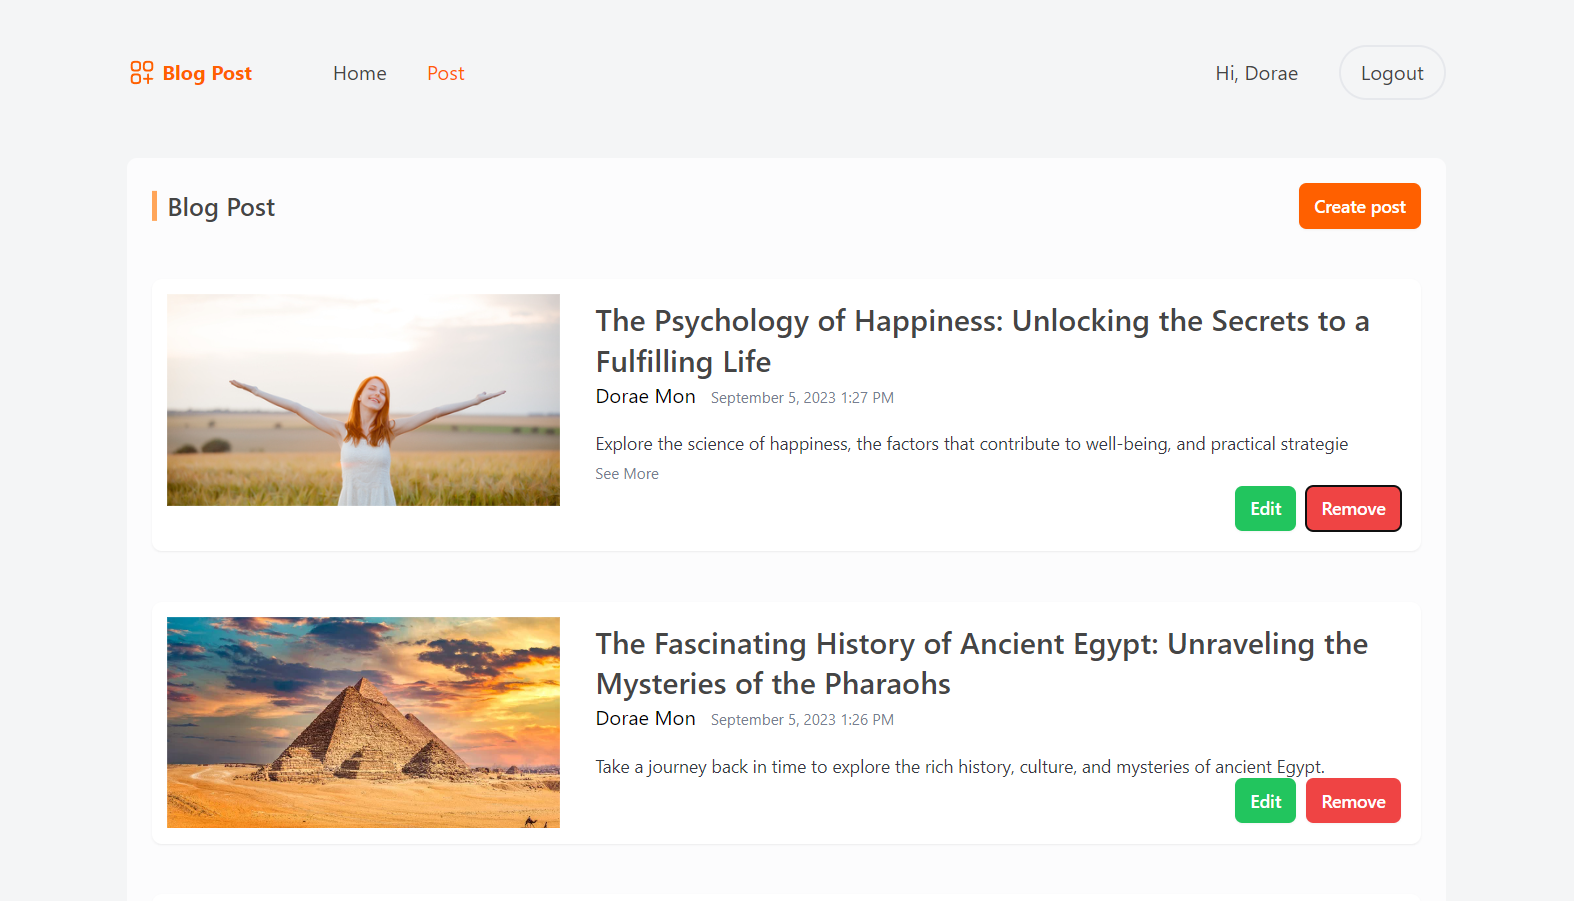 Blog Post
Home
Post
Hi, Dorae
Logout
Blog Post
Create post
The Psychology of Happiness: Unlocking the Secrets to a
Fulfilling Life
Dorae Mon September 5, 2023 1:27 PM
Explore the science of happiness, the factors that contribute to well-being, and practical strategie
See More
Edit
Remove
The Fascinating History of Ancient Egypt: Unraveling the
Mysteries of the Pharaohs
Dorae Mon September 5, 2023 1:26 PM
Take a journey back in time to explore the rich history, culture, and mysteries of ancient Egypt.
Edit
Remove